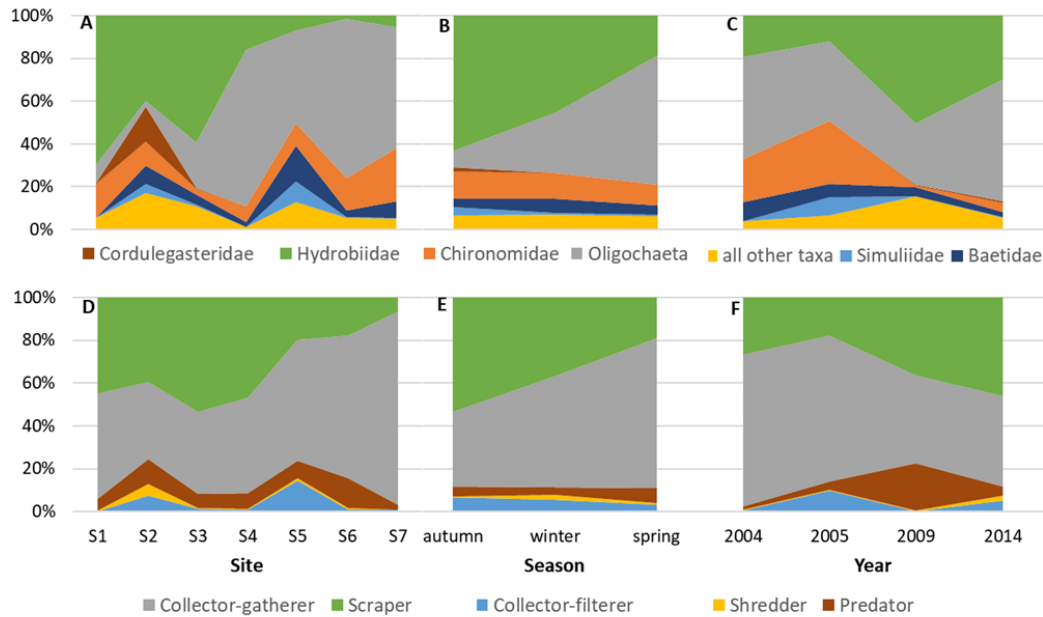 100%
80%
60%
40%
20%
0%
A
B
C
Cordulegasteridae Hydrobiidae Chironomidae Oligochaeta all other taxa Simuliidae Baetidae
100%
80%
60%
40%
20%
0%
D
E
F
S1 S2 S3 S4 S5 S6 S7 autumn winter spring 2004 2005 2009 2014
Site Season Year
Collector-gatherer Scraper Collector-filterer Shredder Predator